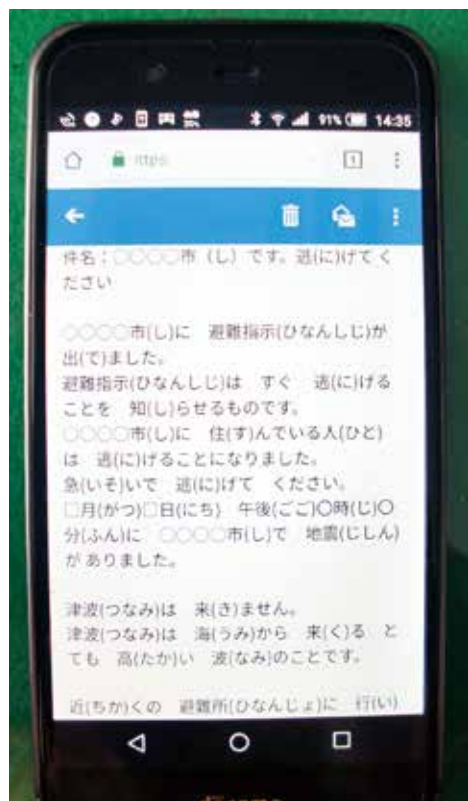 91% 14:35
https
1
件名：○○○○市（し）です。逃(に)げてく
ださい
○○○○市(し)に　避難指示(ひなんしじ)が
出(で)ました。
避難指示(ひなんしじ)は　すぐ　逃(に)げる
ことを　知(し)らせるものです。
○○○○市(し)に　住(す)んでいる人(ひと)
は　逃(に)げることになりました。
急(いそ)いで　逃(に)げて　ください。
□月(がつ)□日(にち)　午後(ごご)○時(じ)○
分(ふん)に　○○○○市(し)で　地震(じしん)
が ありました。
津波(つなみ)は　来(き)ません。
津波(つなみ)は　海(うみ)から　来(く)る　と
ても　高(たか)い　波(なみ)のことです。
近(ちか)くの　避難所(ひなんじょ)に　行(い)